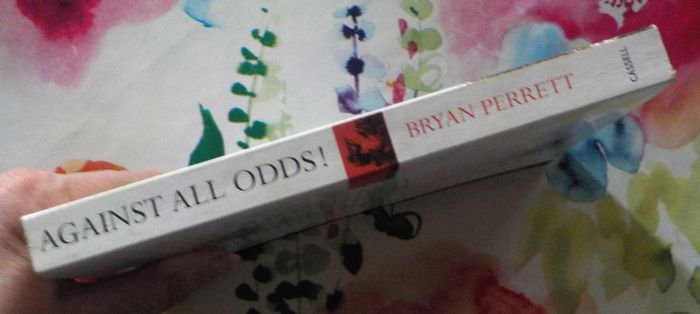 AGAINST ALL ODDS!
BRYAN PERRETT
CASSELL